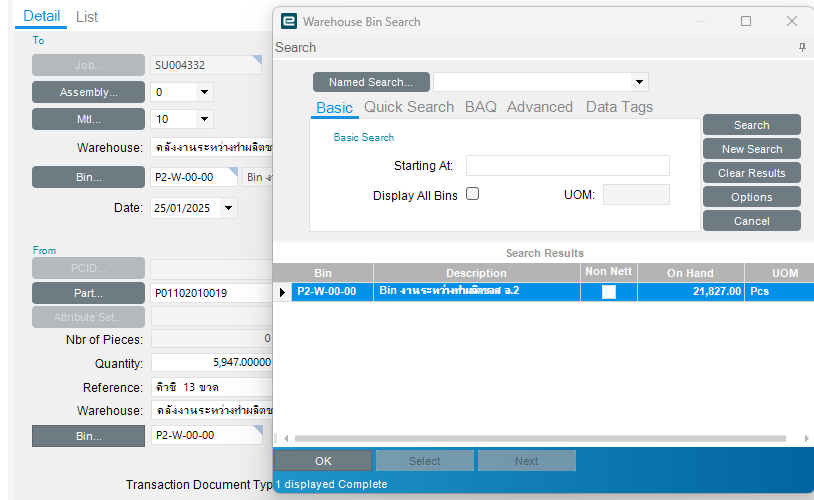 Detail List
To
Job... SU004332
Assembly... 0
Mtl... 10
Warehouse: คลังงานระหว่างทำผลิตช
Bin... P2-W-00-00 Bin ง
Date: 25/01/2025
From
PCID...
Part... P01102010019
Attribute Set...
Nbr of Pieces: 0
Quantity: 5,947.00000
Reference: คิวซี 13 ขวด
Warehouse: คลังงานระหว่างทำผลิตช
Bin... P2-W-00-00
Transaction Document Typ
Warehouse Bin Search
Search
Named Search...
Basic Quick Search BAQ Advanced Data Tags
Basic Search
Starting At:
Display All Bins UOM:
Search
New Search
Clear Results
Options
Cancel
Search Results
Bin Description Non Nett On Hand UOM
P2-W-00-00 Bin งานระหว่างทำผลิตซอส อ.2 21,827.00 Pcs
OK Select Next
1 displayed Complete